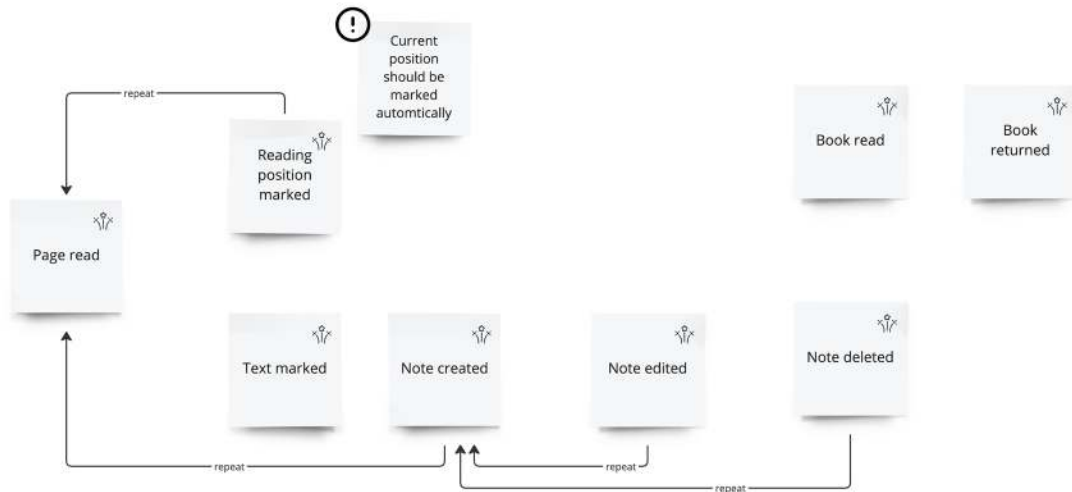 Current
position
should be
marked
automtically
repeat
Reading
position
marked
Book read
Book
returned
Page read
Text marked
Note created
Note edited
Note deleted
repeat
repeat
repeat